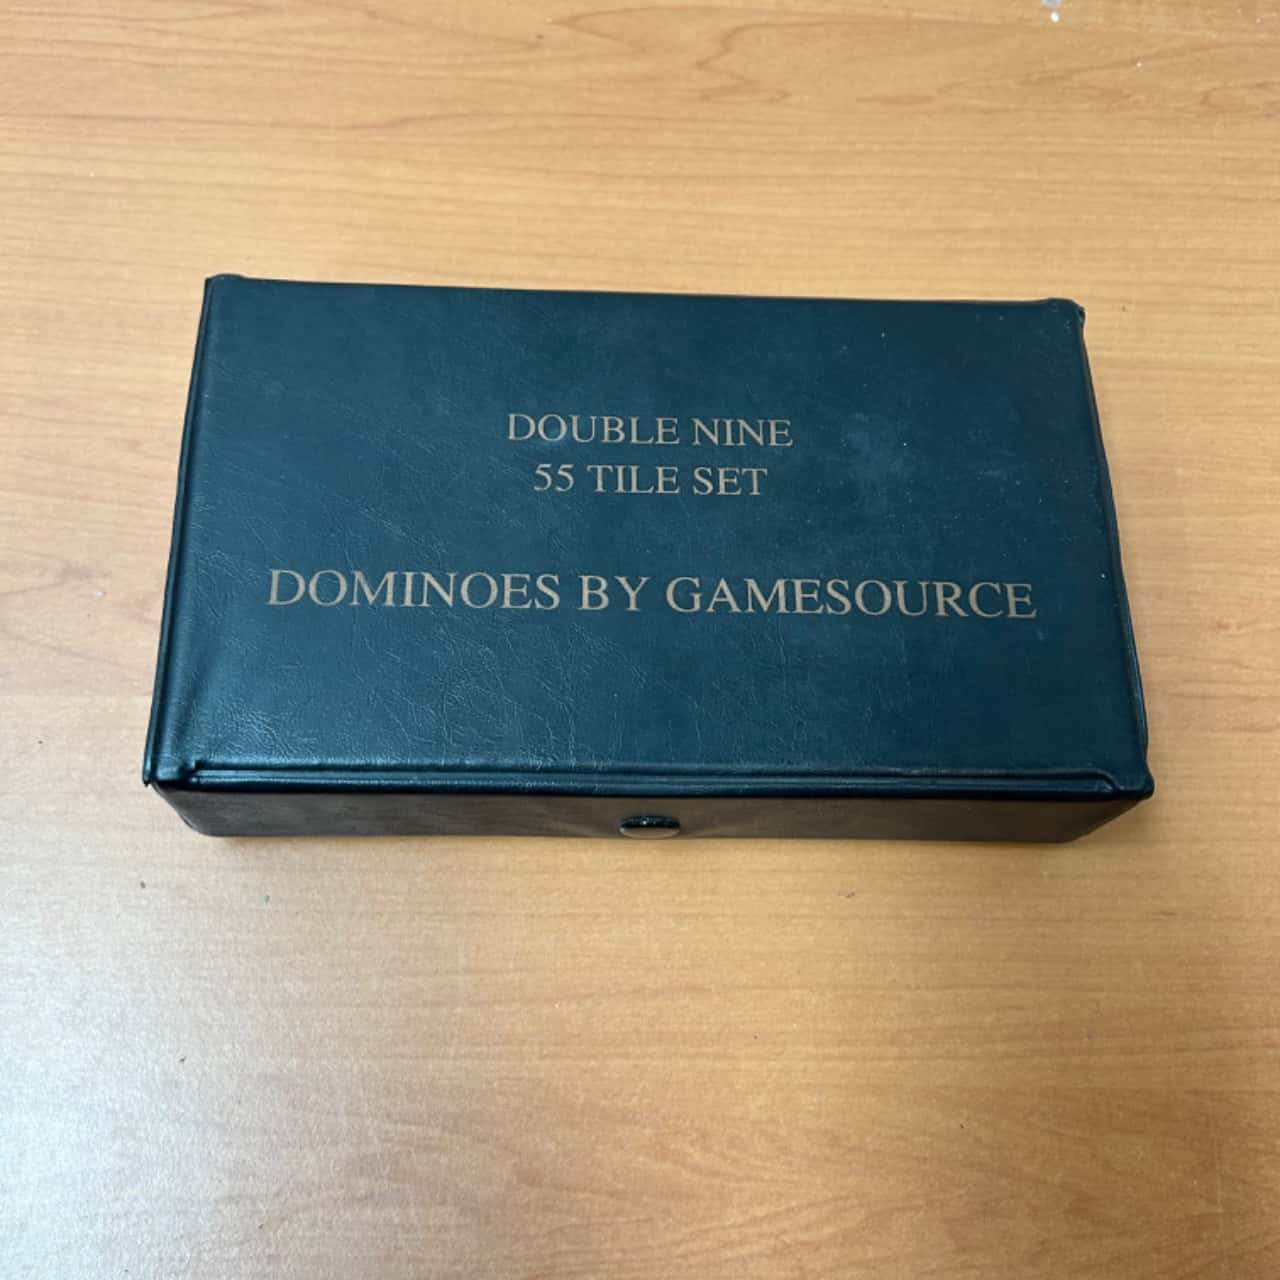 DOUBLE NINE
55 TILE SET
DOMINOES BY GAMESOURCE